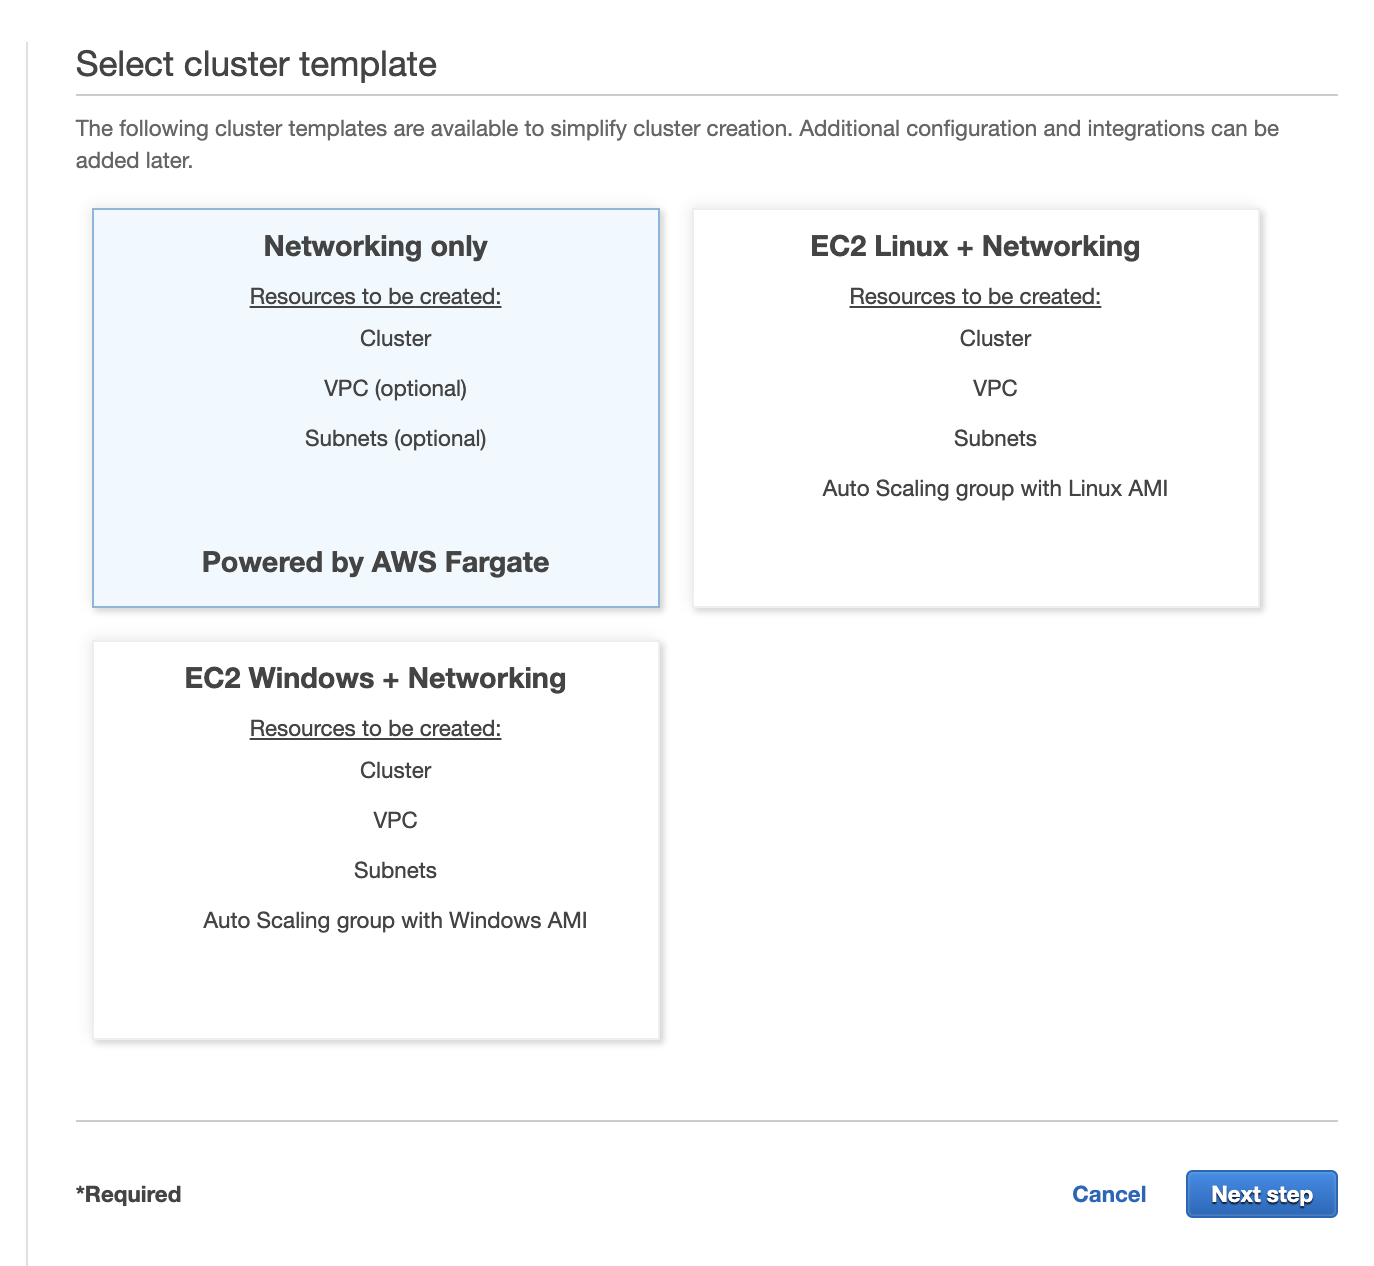 Select cluster template
The following cluster templates are available to simplify cluster creation. Additional configuration and integrations can be
added later.
Networking only
Resources to be created:
Cluster
VPC (optional)
Subnets (optional)
Powered by AWS Fargate
EC2 Linux + Networking
Resources to be created:
Cluster
VPC
Subnets
Auto Scaling group with Linux AMI
EC2 Windows + Networking
Resources to be created:
Cluster
VPC
Subnets
Auto Scaling group with Windows AMI
*Required
Cancel
Next step